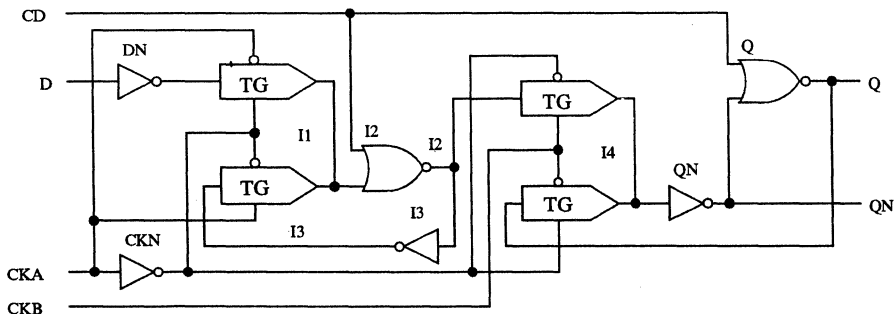 CD
DN
Q
D
TG
TG
Q
I1
I2
I2
I4
QN
TG
TG
QN
I3
I3
CKN
CKA
CKB